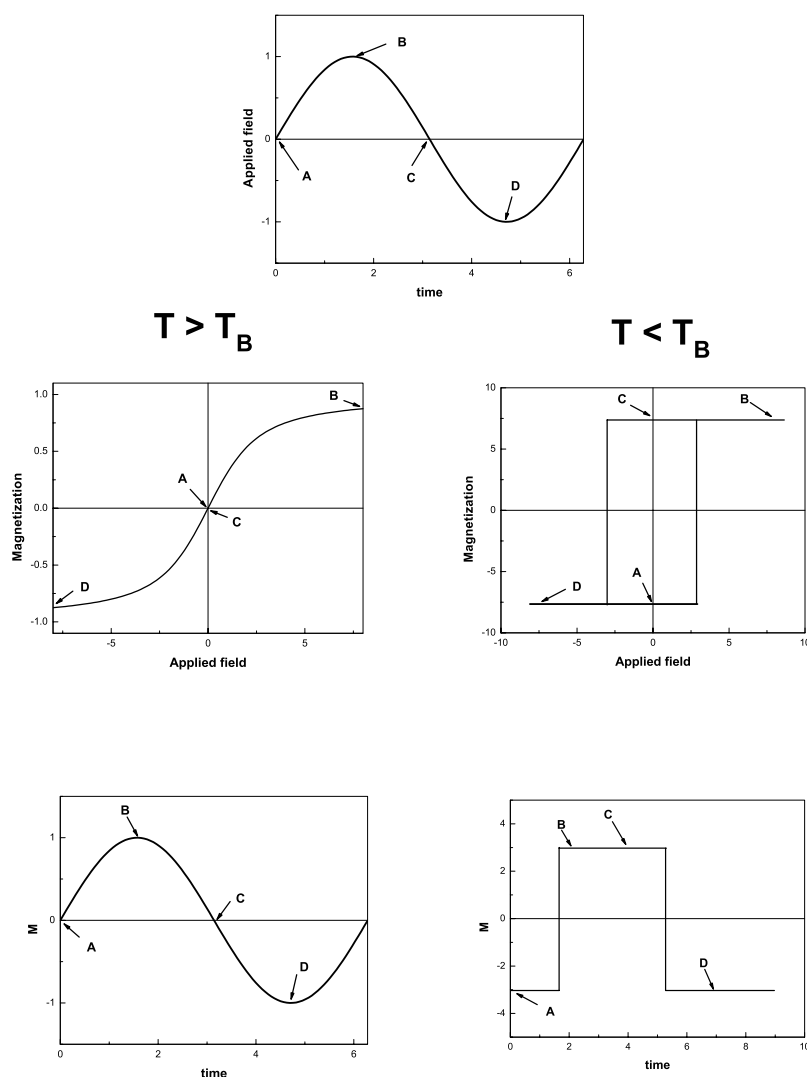 Applied field
1
0
-1
A
B
C
D
0 2 4 6
time
T > T_B
T < T_B
Magnetization
1.0
0.5
0.0
-0.5
-1.0
B
A
C
D
-5 0 5
Applied field
Magnetization
10
5
0
-5
-10
C
B
D
A
-10 -5 0 5 10
Applied field
M
1
0
-1
B
C
A
D
0 2 4 6
time
M
4
2
0
-2
-4
B
C
D
A
0 2 4 6 8 10
time